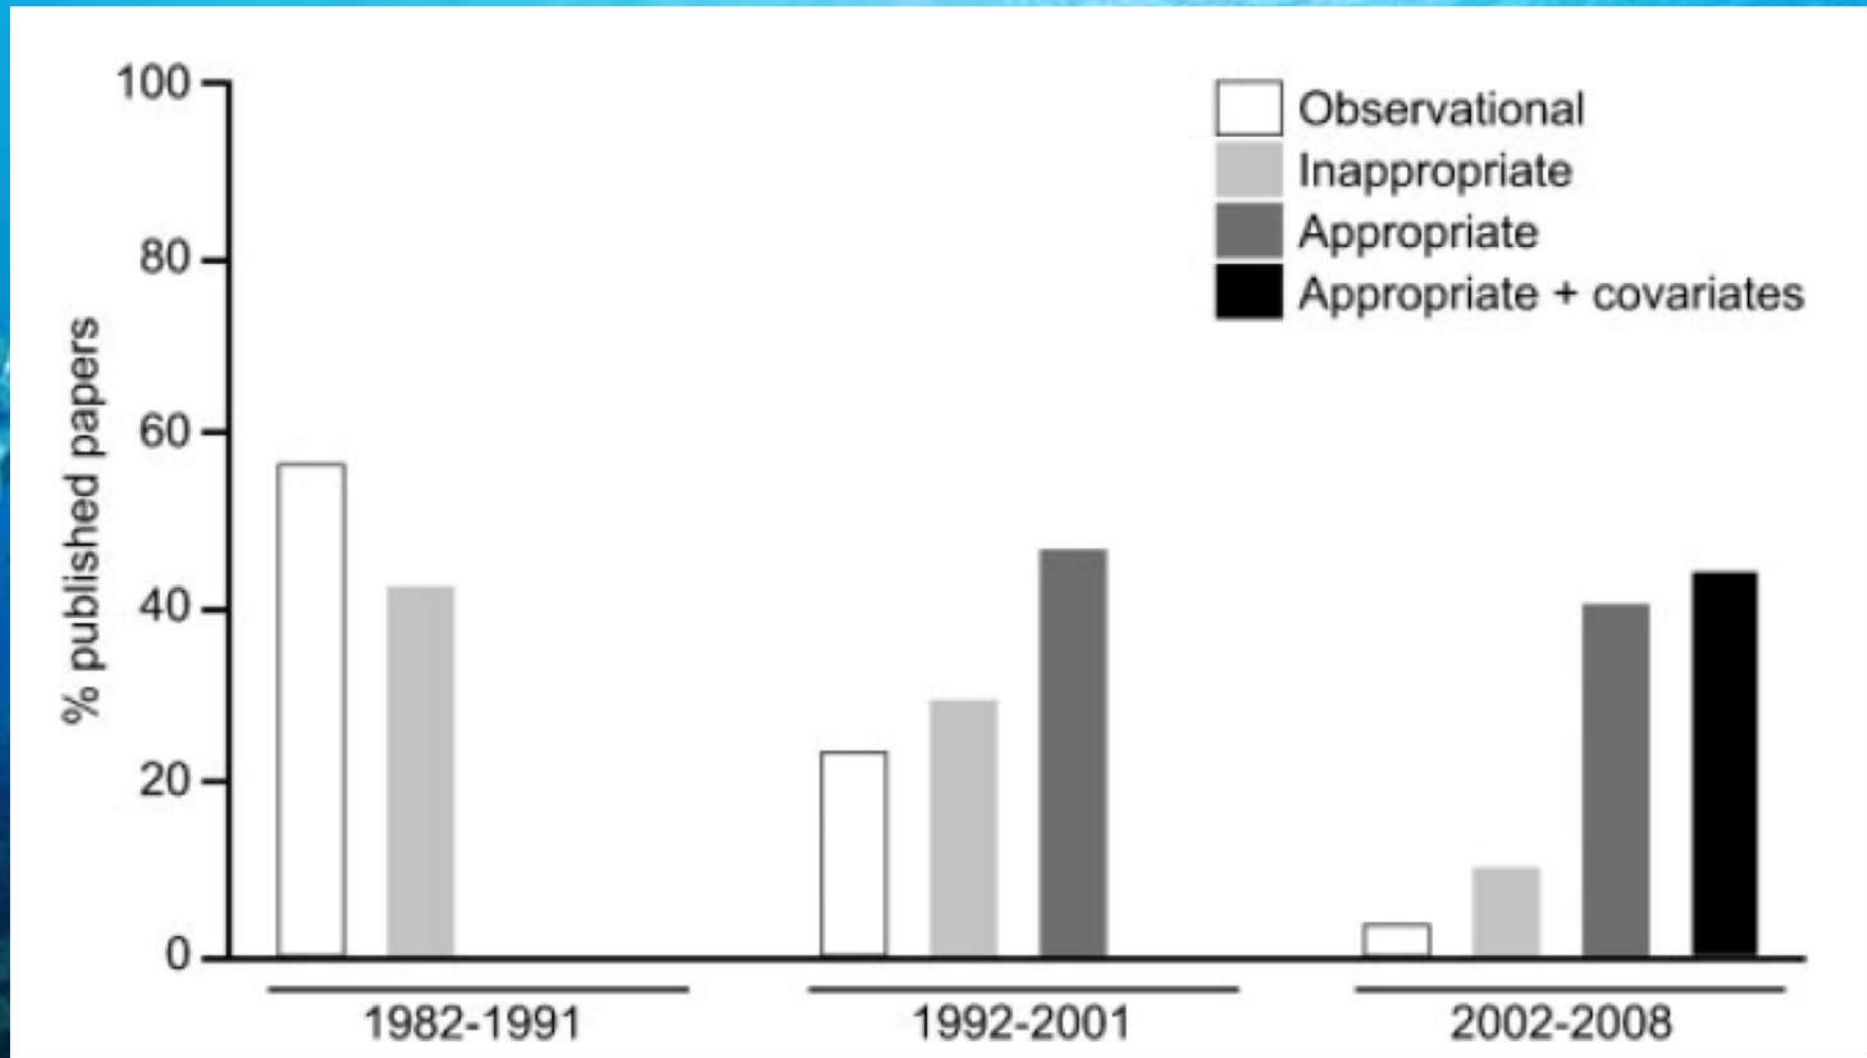 100
80
60
40
20
0
% published papers
Observational
Inappropriate
Appropriate
Appropriate + covariates
1982-1991
1992-2001
2002-2008